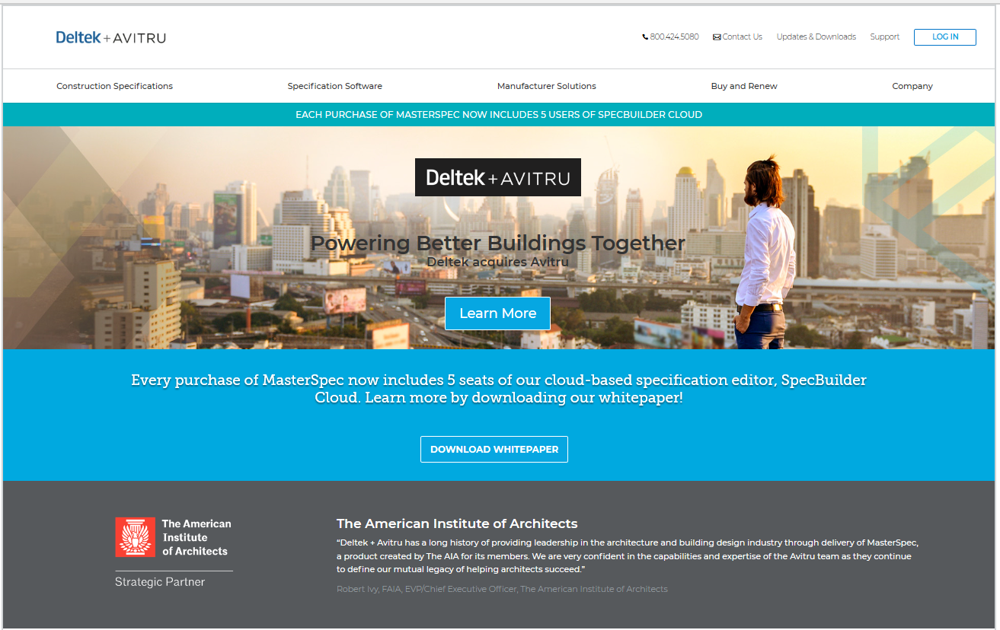 Deltek + AVITRU
800.424.5080 Contact Us Updates & Downloads Support LOG IN
Construction Specifications Specification Software Manufacturer Solutions Buy and Renew Company
EACH PURCHASE OF MASTERSPEC NOW INCLUDES 5 USERS OF SPECBUILDER CLOUD
Deltek + AVITRU
Powering Better Buildings Together
Deltek acquires Avitru
Learn More
Every purchase of MasterSpec now includes 5 seats of our cloud-based specification editor, SpecBuilder
Cloud. Learn more by downloading our whitepaper!
DOWNLOAD WHITEPAPER
The American
Institute
of Architects
Strategic Partner
The American Institute of Architects
“Deltek + Avitru has a long history of providing leadership in the architecture and building design industry through delivery of MasterSpec,
a product created by The AIA for its members. We are very confident in the capabilities and expertise of the Avitru team as they continue
to define our mutual legacy of helping architects succeed.”
Robert Ivy, FAIA, EVP/Chief Executive Officer, The American Institute of Architects